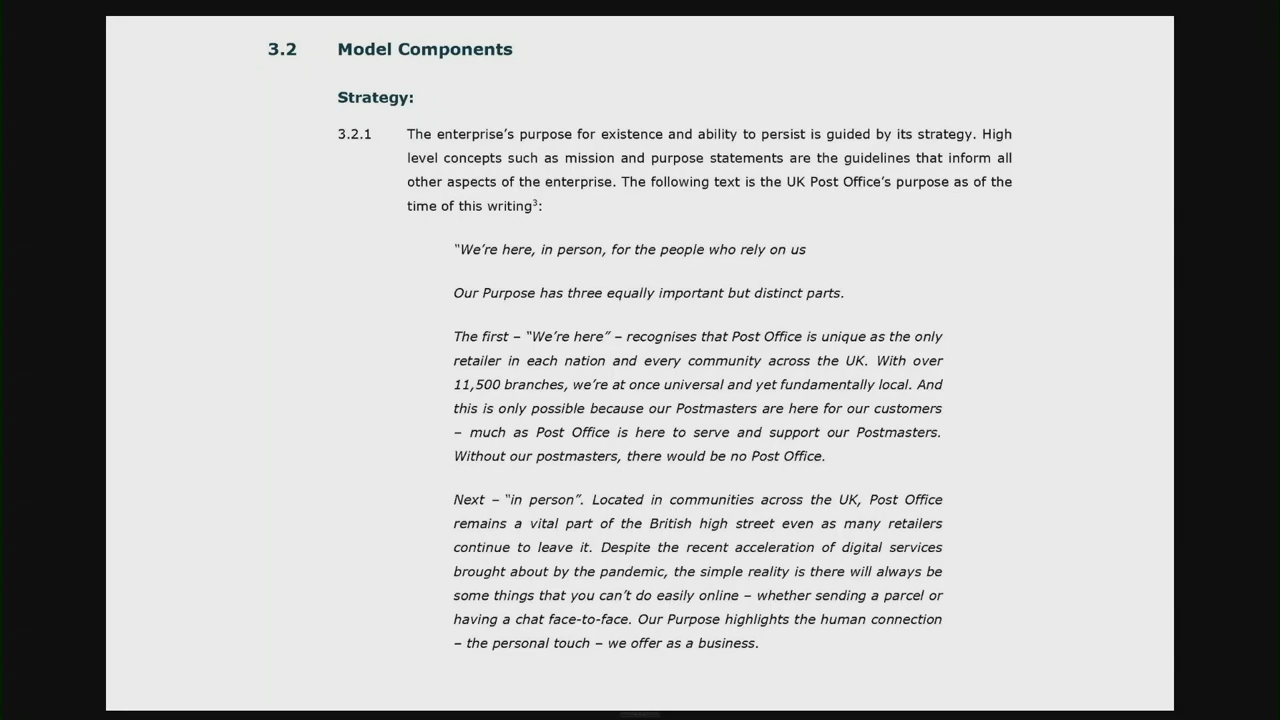 3.2 Model Components
Strategy:
3.2.1 The enterprise’s purpose for existence and ability to persist is guided by its strategy. High
level concepts such as mission and purpose statements are the guidelines that inform all
other aspects of the enterprise. The following text is the UK Post Office’s purpose as of the
time of this writing³:
“We’re here, in person, for the people who rely on us
Our Purpose has three equally important but distinct parts.
The first – “We’re here” – recognises that Post Office is unique as the only
retailer in each nation and every community across the UK. With over
11,500 branches, we’re at once universal and yet fundamentally local. And
this is only possible because our Postmasters are here for our customers
– much as Post Office is here to serve and support our Postmasters.
Without our postmasters, there would be no Post Office.
Next – “in person”. Located in communities across the UK, Post Office
remains a vital part of the British high street even as many retailers
continue to leave it. Despite the recent acceleration of digital services
brought about by the pandemic, the simple reality is there will always be
some things that you can’t do easily online – whether sending a parcel or
having a chat face-to-face. Our Purpose highlights the human connection
– the personal touch – we offer as a business.